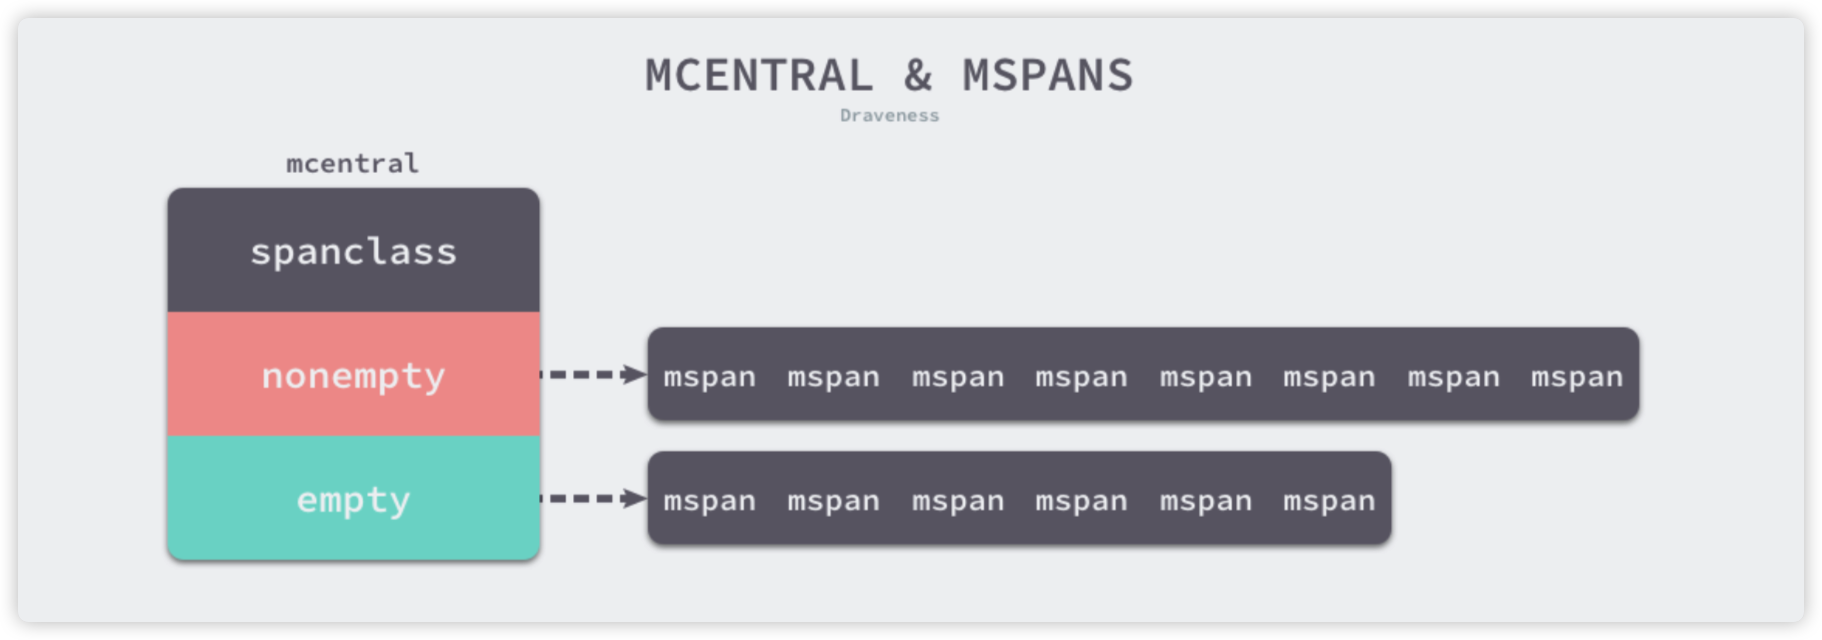 MCENTRAL & MSPANS
Draveness
mcentral
spanclass
nonempty
mspan mspan mspan mspan mspan mspan mspan mspan
empty
mspan mspan mspan mspan mspan mspan